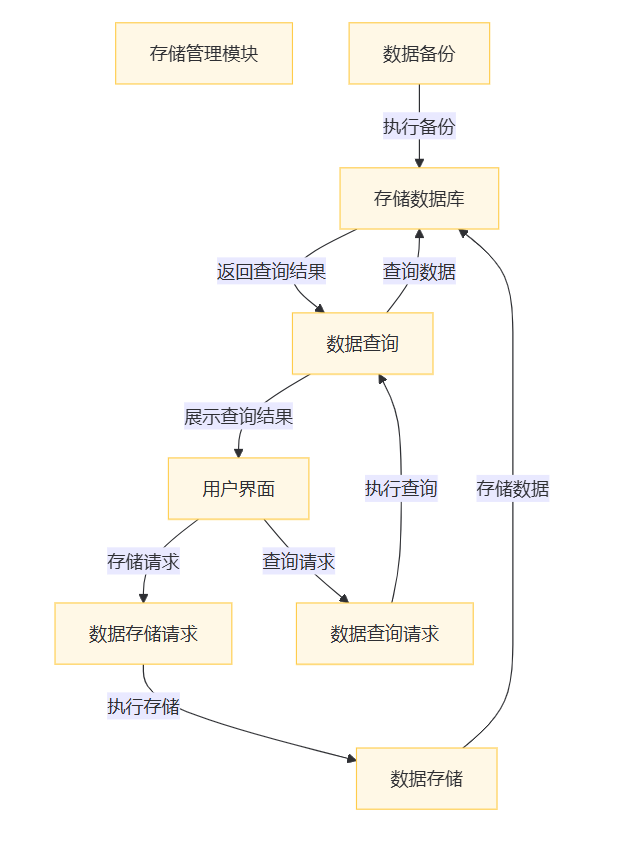 存储管理模块
数据备份
执行备份
存储数据库
返回查询结果
查询数据
数据查询
展示查询结果
用户界面
执行查询
存储数据
存储请求
查询请求
数据存储请求
数据查询请求
执行存储
数据存储